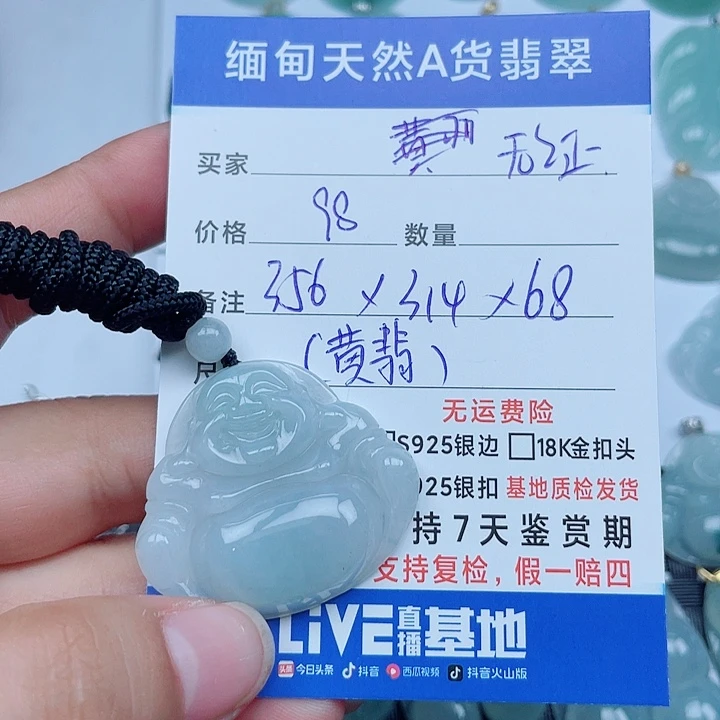 缅甸天然A货翡翠
买家 黄翡 无证
价格 98 数量
备注 356×314×68
(黄翡)
无运费险
S925银边 18K金扣头
925银扣 基地质检发货
持7天鉴赏期
支持复检,假一赔四
LiVE直播基地
今日头条 抖音 西瓜视频 抖音火山版